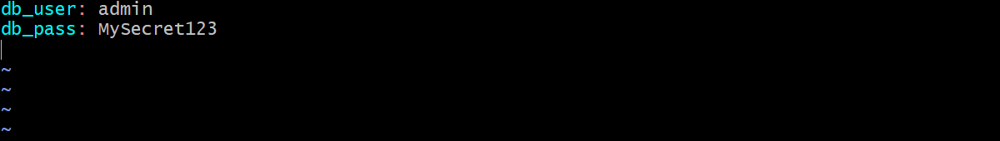 db_user: admin
db_pass: MySecret123
~
~
~
~